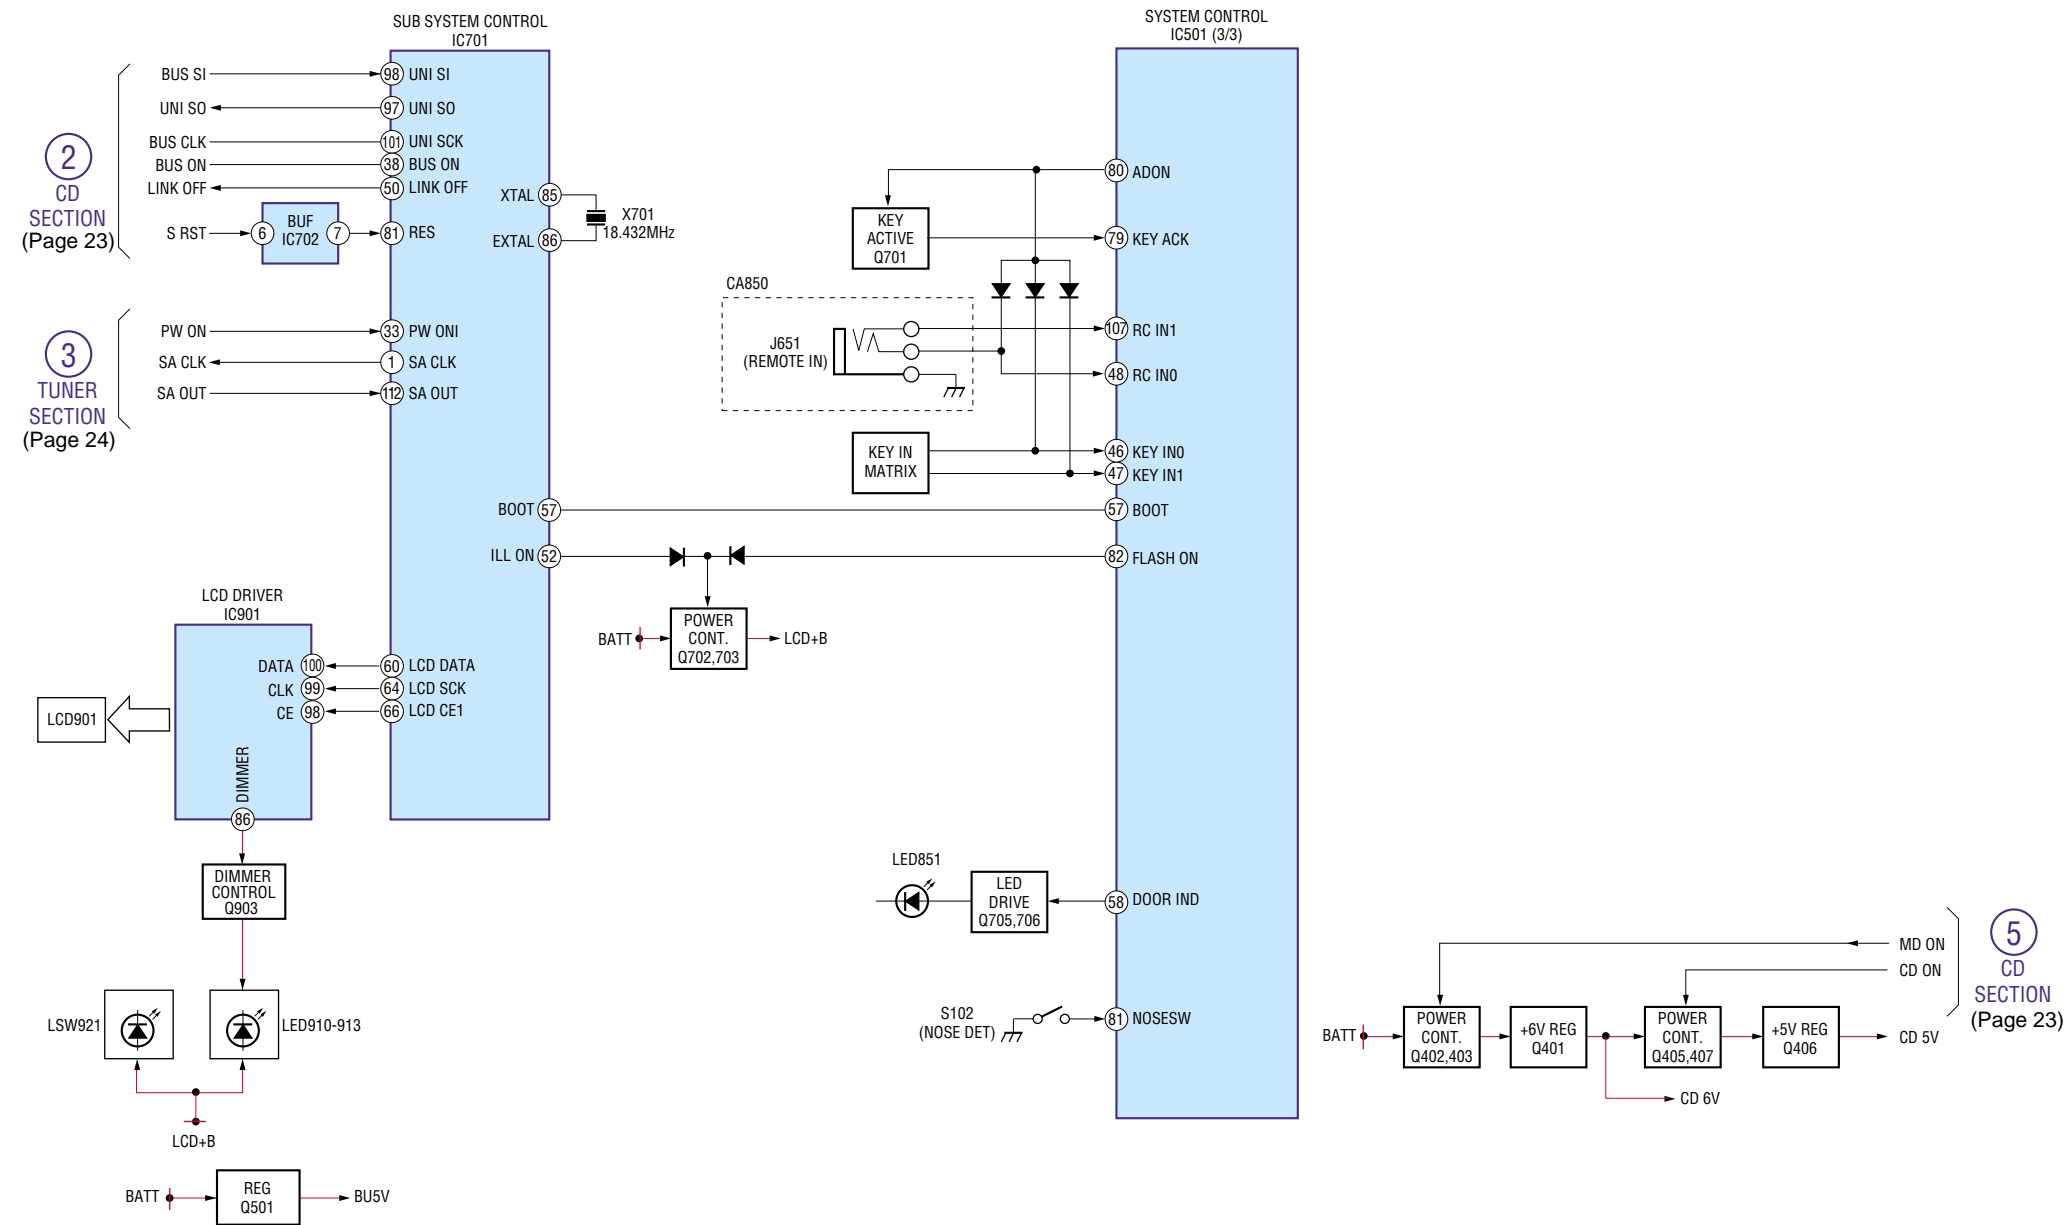 SUB SYSTEM CONTROL
IC701
BUS SI
98 UNI SI
UNI SO
97 UNI SO
BUS CLK
101 UNI SCK
BUS ON
38 BUS ON
LINK OFF
50 LINK OFF
S RST
6
BUF
IC702
7
81 RES
2
CD
SECTION
(Page 23)
XTAL 85
EXTAL 86
X701
18.432MHz
3
TUNER
SECTION
(Page 24)
PW ON
33 PW ONI
SA CLK
1 SA CLK
SA OUT
112 SA OUT
BOOT 57
ILL ON 52
LCD DRIVER
IC901
DATA 100
60 LCD DATA
CLK 99
64 LCD SCK
CE 98
66 LCD CE1
LCD901
DIMMER
86
DIMMER
CONTROL
Q903
LSW921
LED910-913
LCD+B
BATT
REG
Q501
BU5V
BATT
POWER
CONT.
Q702,703
LCD+B
SYSTEM CONTROL
IC501 (3/3)
80 ADON
KEY
ACTIVE
Q701
79 KEY ACK
CA850
J651
(REMOTE IN)
107 RC IN1
48 RC IN0
KEY IN
MATRIX
46 KEY IN0
47 KEY IN1
57 BOOT
82 FLASH ON
LED851
LED
DRIVE
Q705,706
58 DOOR IND
S102
(NOSE DET)
81 NOSESW
MD ON
CD ON
5
CD
SECTION
(Page 23)
BATT
POWER
CONT.
Q402,403
+6V REG
Q401
POWER
CONT.
Q405,407
+5V REG
Q406
CD 5V
CD 6V